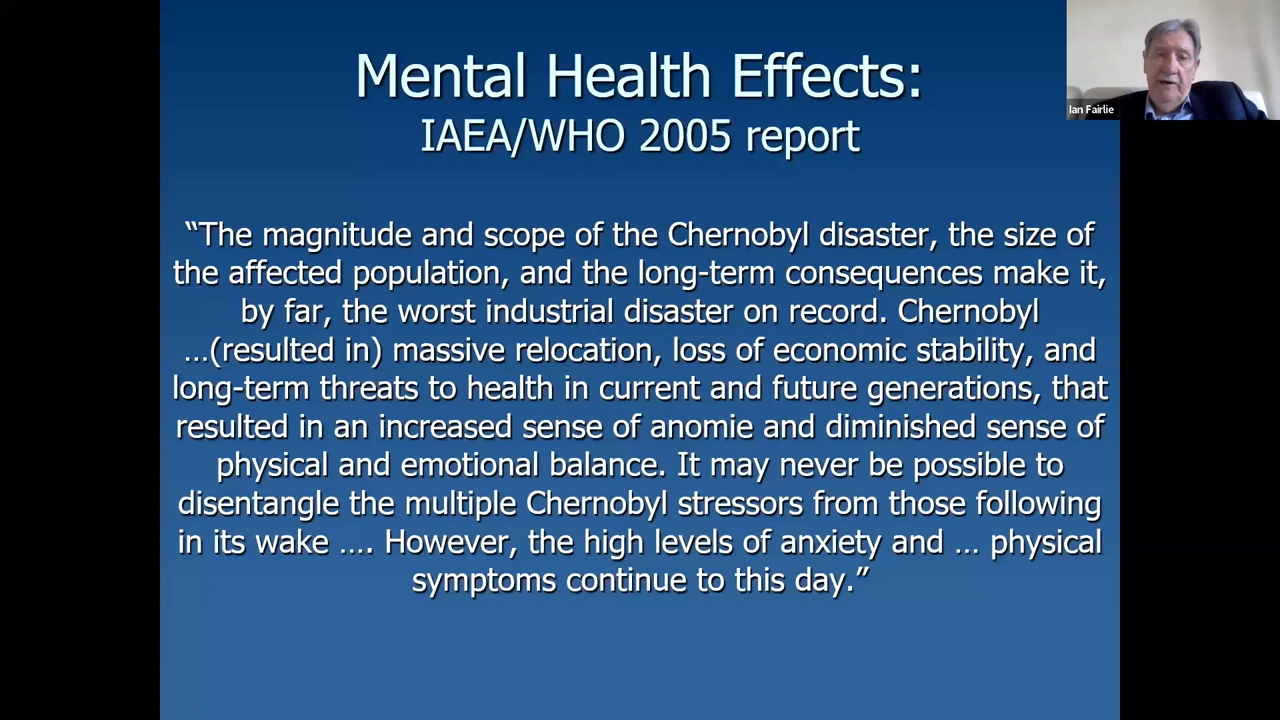 Mental Health Effects:
IAEA/WHO 2005 report
Ian Fairlie
“The magnitude and scope of the Chernobyl disaster, the size of
the affected population, and the long-term consequences make it,
by far, the worst industrial disaster on record. Chernobyl
…(resulted in) massive relocation, loss of economic stability, and
long-term threats to health in current and future generations, that
resulted in an increased sense of anomie and diminished sense of
physical and emotional balance. It may never be possible to
disentangle the multiple Chernobyl stressors from those following
in its wake …. However, the high levels of anxiety and … physical
symptoms continue to this day.”